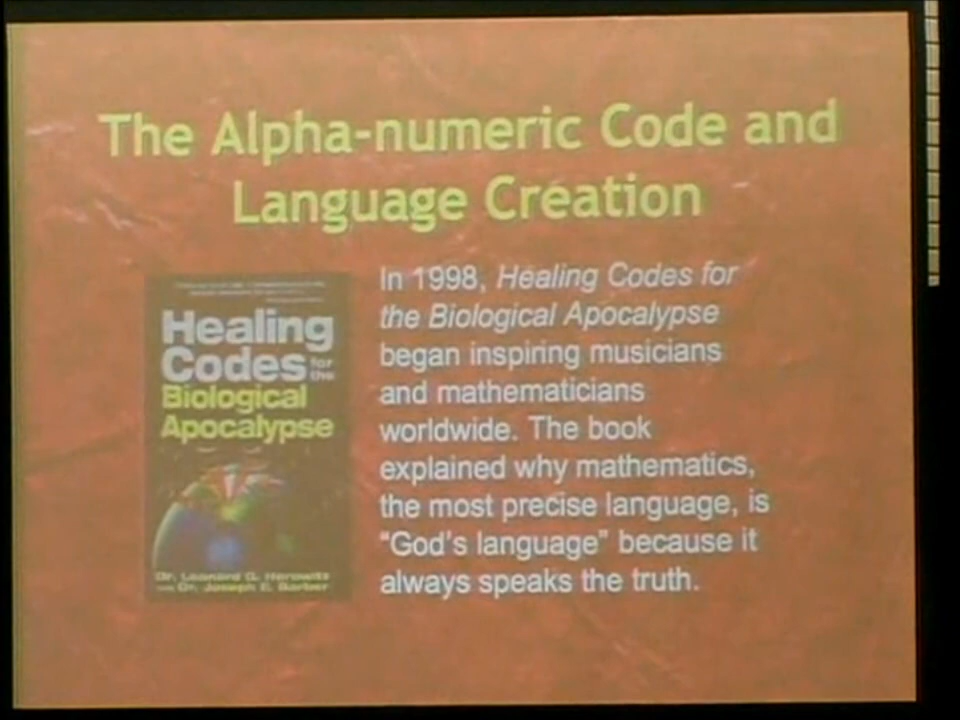 The Alpha-numeric Code and
Language Creation
In 1998, Healing Codes for
the Biological Apocalypse
began inspiring musicians
and mathematicians
worldwide. The book
explained why mathematics,
the most precise language, is
“God’s language” because it
always speaks the truth.
Healing
Codes for
the
Biological
Apocalypse
Dr. Leonard G. Horowitz
Dr. Joseph E. Barber